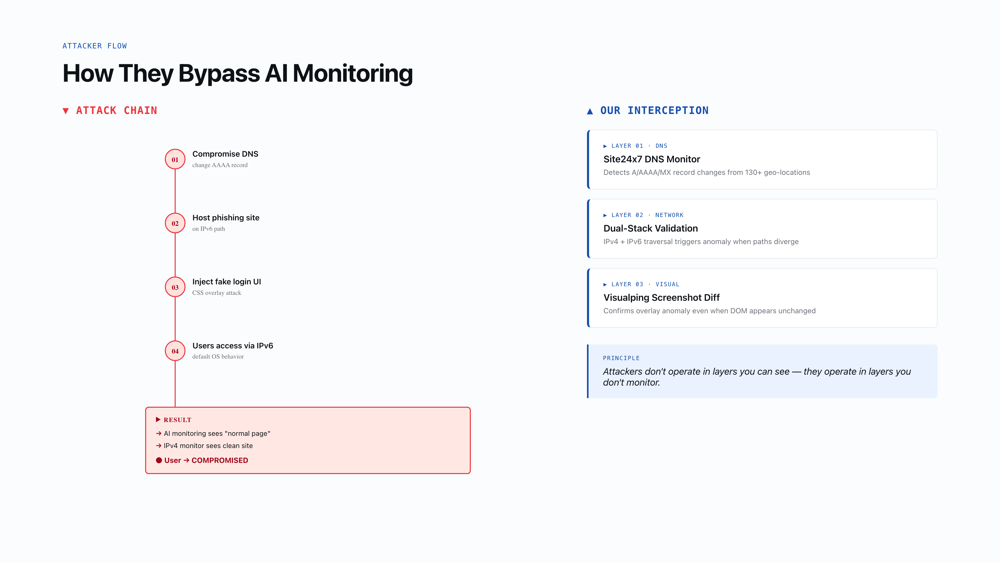 ATTACKER FLOW
How They Bypass AI Monitoring
▼ ATTACK CHAIN
01
Compromise DNS
change AAAA record
02
Host phishing site
on IPv6 path
03
Inject fake login UI
CSS overlay attack
04
Users access via IPv6
default OS behavior
▶ RESULT
→ AI monitoring sees "normal page"
→ IPv4 monitor sees clean site
● User → COMPROMISED
▲ OUR INTERCEPTION
▶ LAYER 01 · DNS
Site24x7 DNS Monitor
Detects A/AAAA/MX record changes from 130+ geo-locations
▶ LAYER 02 · NETWORK
Dual-Stack Validation
IPv4 + IPv6 traversal triggers anomaly when paths diverge
▶ LAYER 03 · VISUAL
Visualping Screenshot Diff
Confirms overlay anomaly even when DOM appears unchanged
PRINCIPLE
Attackers don't operate in layers you can see — they operate in layers you
don't monitor.